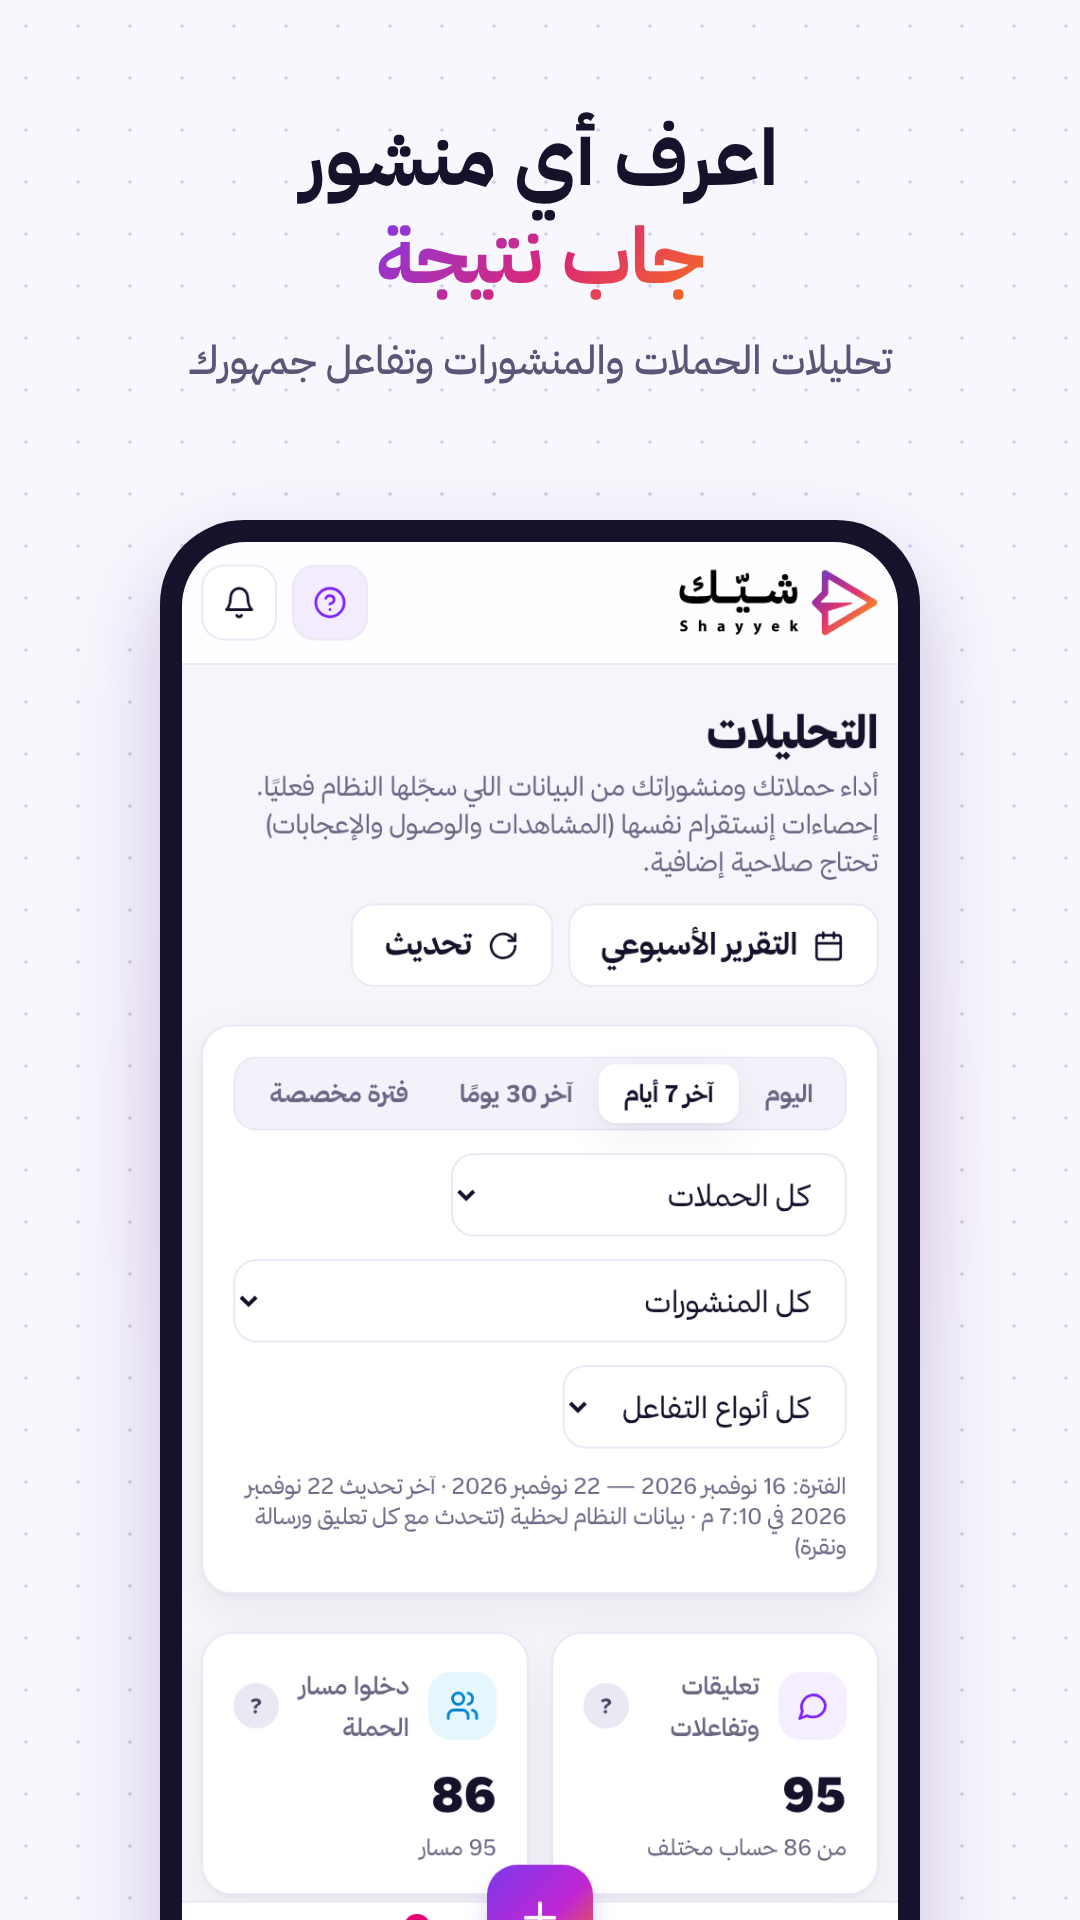 اعرف أي منشور
جاب نتيجة
تحليلات الحملات والمنشورات وتفاعل جمهورك
شـيّـك
Shayyek
التحليلات
أداء حملاتك ومنشوراتك من البيانات اللي سجّلها النظام فعليًا.
إحصاءات إنستقرام نفسها (المشاهدات والوصول والإعجابات)
تحتاج صلاحية إضافية.
التقرير الأسبوعي
تحديث
اليوم
آخر 7 أيام
آخر 30 يومًا
فترة مخصصة
كل الحملات
كل المنشورات
كل أنواع التفاعل
الفترة: 16 نوفمبر 2026 — 22 نوفمبر 2026 · آخر تحديث 22 نوفمبر
2026 في 7:10 م · بيانات النظام لحظية (تتحدث مع كل تعليق ورسالة
ونقرة)
تعليقات
وتفاعلات
?
95
من 86 حساب مختلف
دخلوا مسار
الحملة
?
86
95 مسار